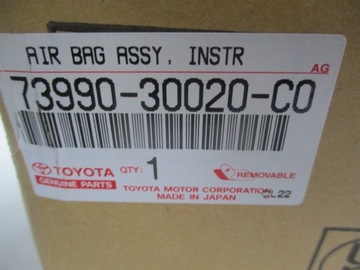 AIR BAG ASSY, INSTR
AG
73990-30020-C0
TOYOTA
GENUINE PARTS
QTY: 1
REMOVABLE
TOYOTA MOTOR CORPORATION
MADE IN JAPAN